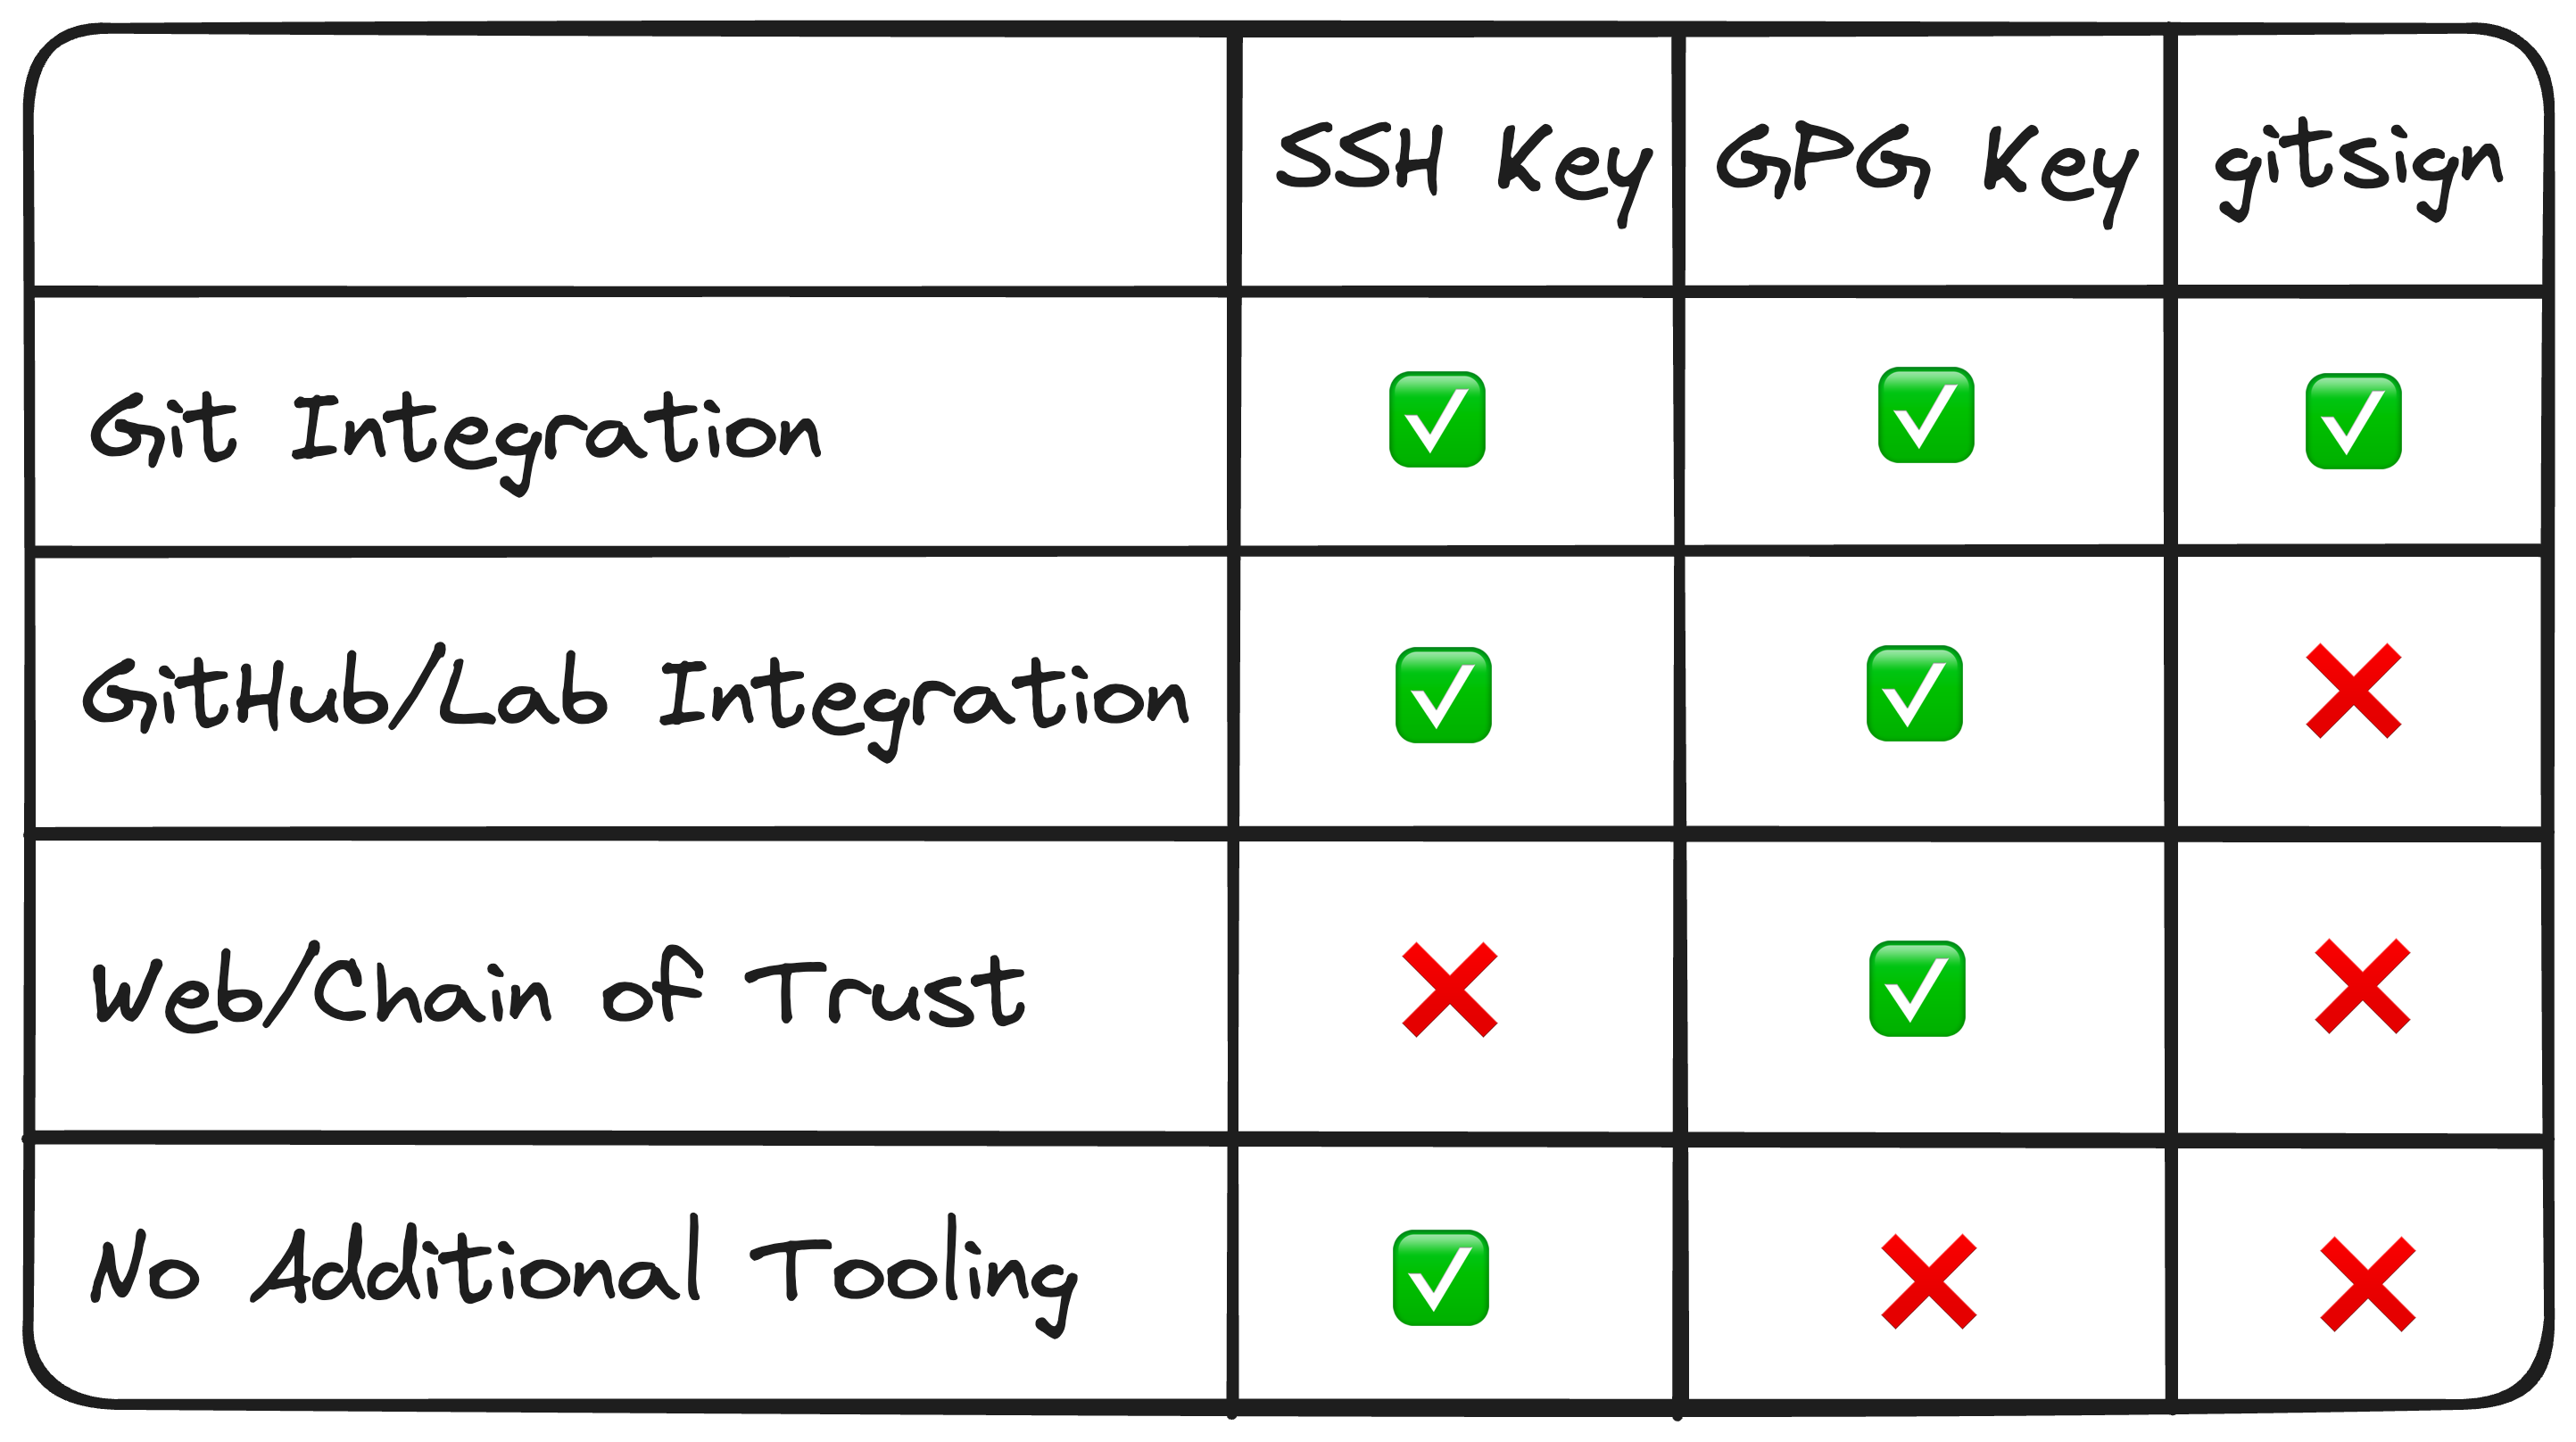 SSH Key GPG Key gitsign
Git Integration ✅ ✅ ✅
GitHub/Lab Integration ✅ ✅ ❌
Web/Chain of Trust ❌ ✅ ❌
No Additional Tooling ✅ ❌ ❌